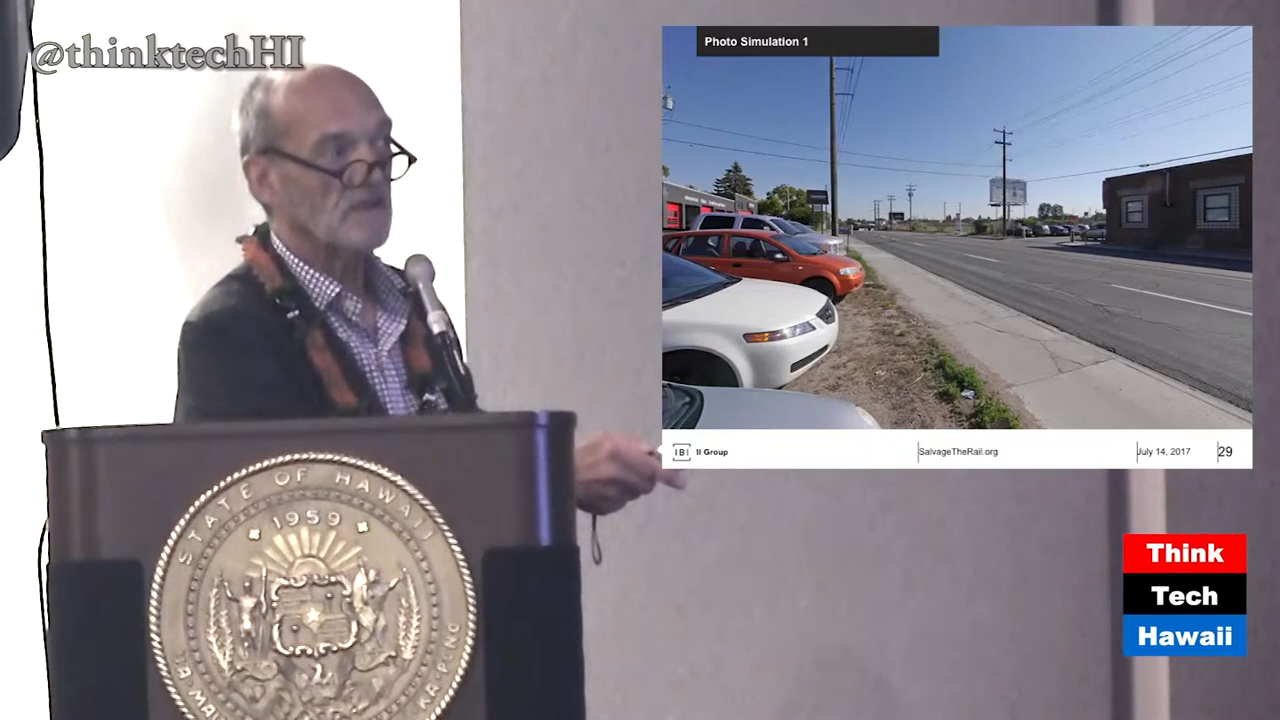 @thinktechHI
Photo Simulation 1
IBI Group
SalvageTheRail.org
July 14, 2017
29
STATE OF HAWAII
1959
Think
Tech
Hawaii